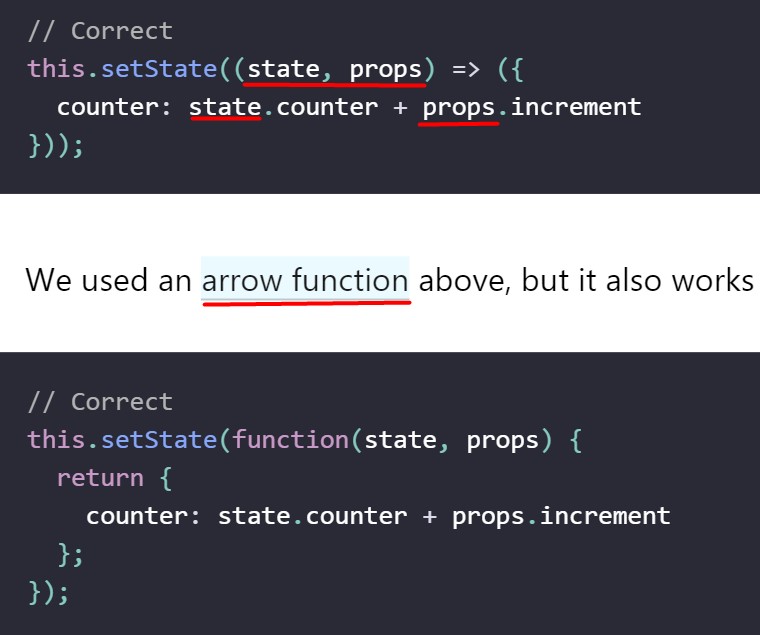 // Correct
this.setState((state, props) => ({
  counter: state.counter + props.increment
}));
We used an arrow function above, but it also works
// Correct
this.setState(function(state, props) {
  return {
    counter: state.counter + props.increment
  };
});